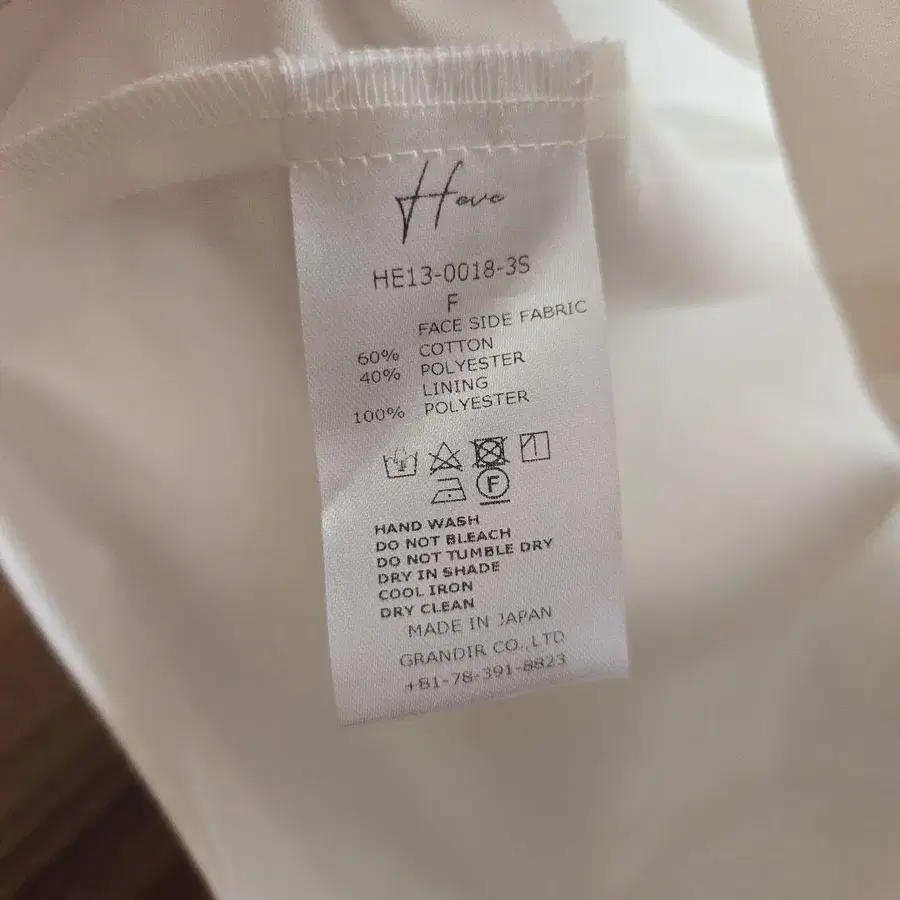 Heve
HE13-0018-3S
F
FACE SIDE FABRIC
60% COTTON
40% POLYESTER
LINING
100% POLYESTER
F
HAND WASH
DO NOT BLEACH
DO NOT TUMBLE DRY
DRY IN SHADE
COOL IRON
DRY CLEAN
MADE IN JAPAN
GRANDIR CO.,LTD
+81-78-391-8823